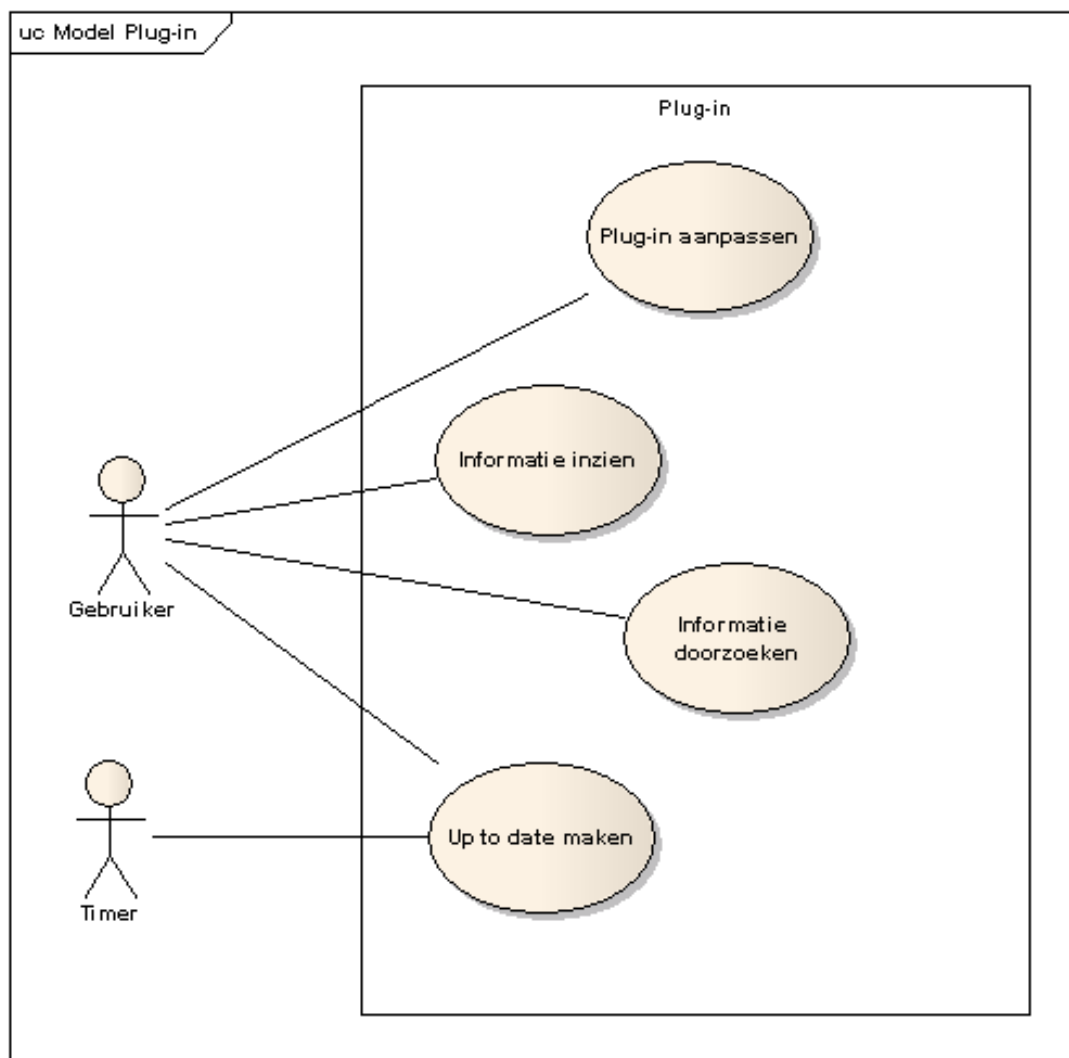 uc Model Plug-in
Plug-in
Plug-in aanpassen
Informatie inzien
Gebruiker
Informatie
doorzoeken
Up to date maken
Timer